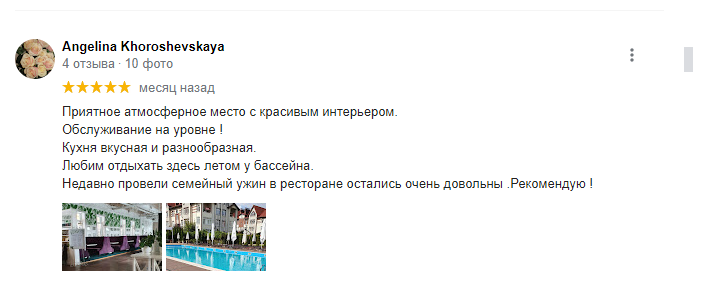 Angelina Khoroshevskaya
4 отзыва · 10 фото
месяц назад
Приятное атмосферное место с красивым интерьером.
Обслуживание на уровне !
Кухня вкусная и разнообразная.
Любим отдыхать здесь летом у бассейна.
Недавно провели семейный ужин в ресторане остались очень довольны .Рекомендую !